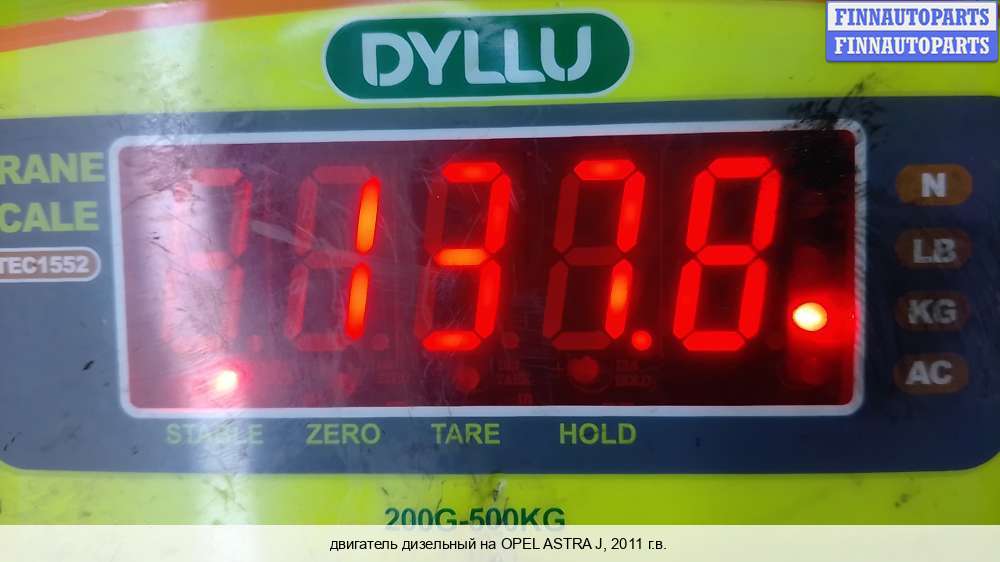 FINNAUTOPARTS
FINNAUTOPARTS
DYLLU
RANE
CALE
TEC1552
137.8
N
LB
KG
AC
STABLE
ZERO
TARE
HOLD
200G-500KG
двигатель дизельный на OPEL ASTRA J, 2011 г.в.